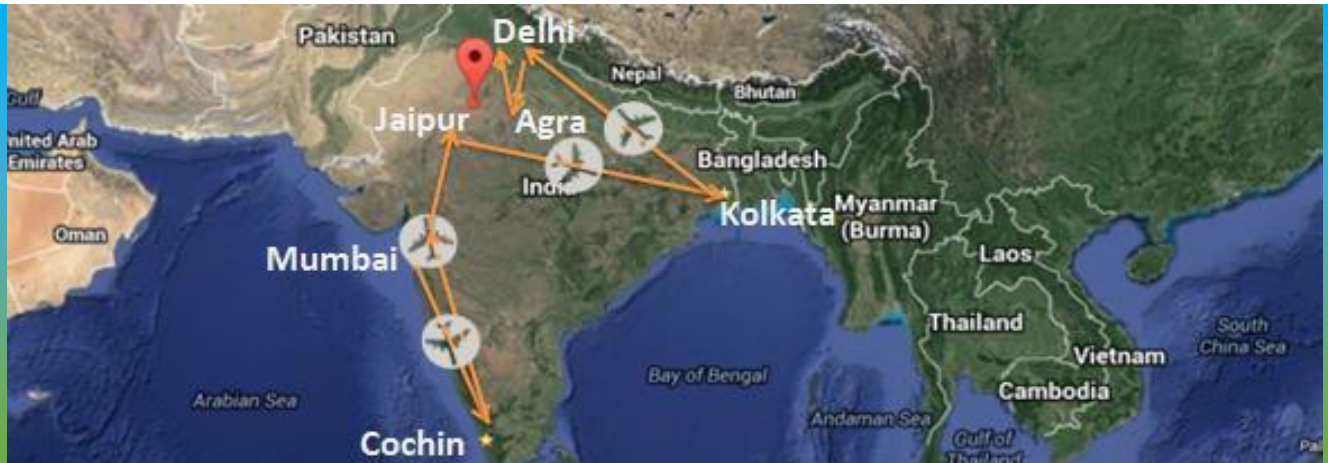 Pakistan
Delhi
Nepal
Bhutan
Gulf
Jaipur
Agra
United Arab
Emirates
Bangladesh
India
Kolkata
Myanmar
(Burma)
Oman
Laos
Mumbai
Thailand
South
China Sea
Vietnam
Bay of Bengal
Arabian Sea
Cambodia
Andaman Sea
Cochin
Gulf of
Thailand